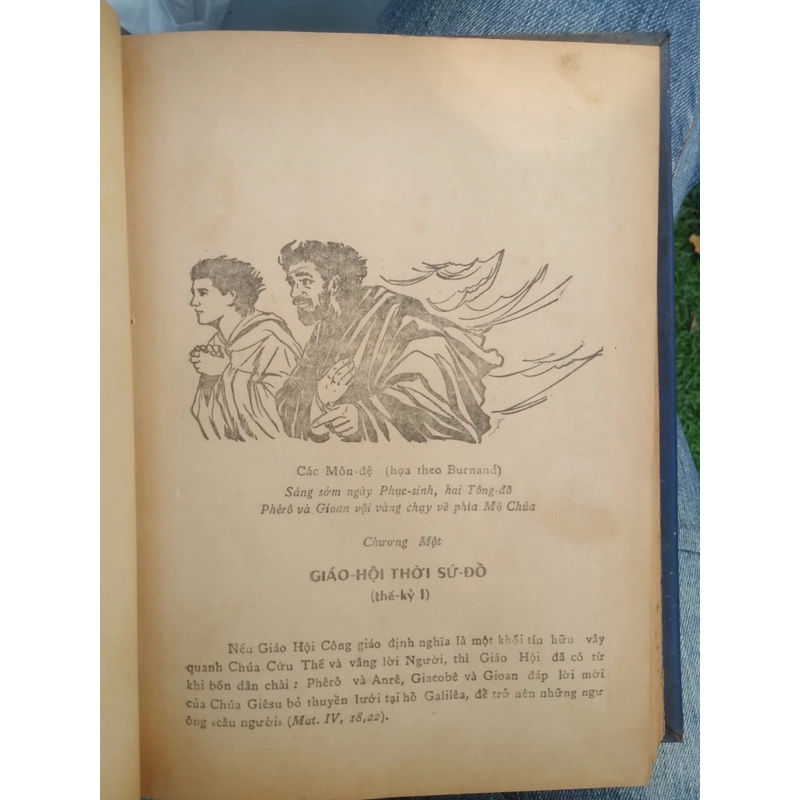 Các Môn-đệ (họa theo Burnand)
Sáng sớm ngày Phục-sinh, hai Tông-đồ
Phêrô và Gioan vội vàng chạy về phía Mồ Chúa
Chương Một
GIÁO-HỘI THỜI SỨ-ĐỒ
(thế-kỷ I)
Nếu Giáo Hội Công giáo định nghĩa là một khối tín hữu vây
quanh Chúa Cứu Thế và vâng lời Người, thì Giáo Hội đã có từ
khi bốn dân chài : Phêrô và Anrê, Giacobê và Gioan đáp lời mời
của Chúa Giêsu bỏ thuyền lưới tại hồ Galilêa, để trở nên những ngư
ông «câu người» (Mat. IV, 18,22).